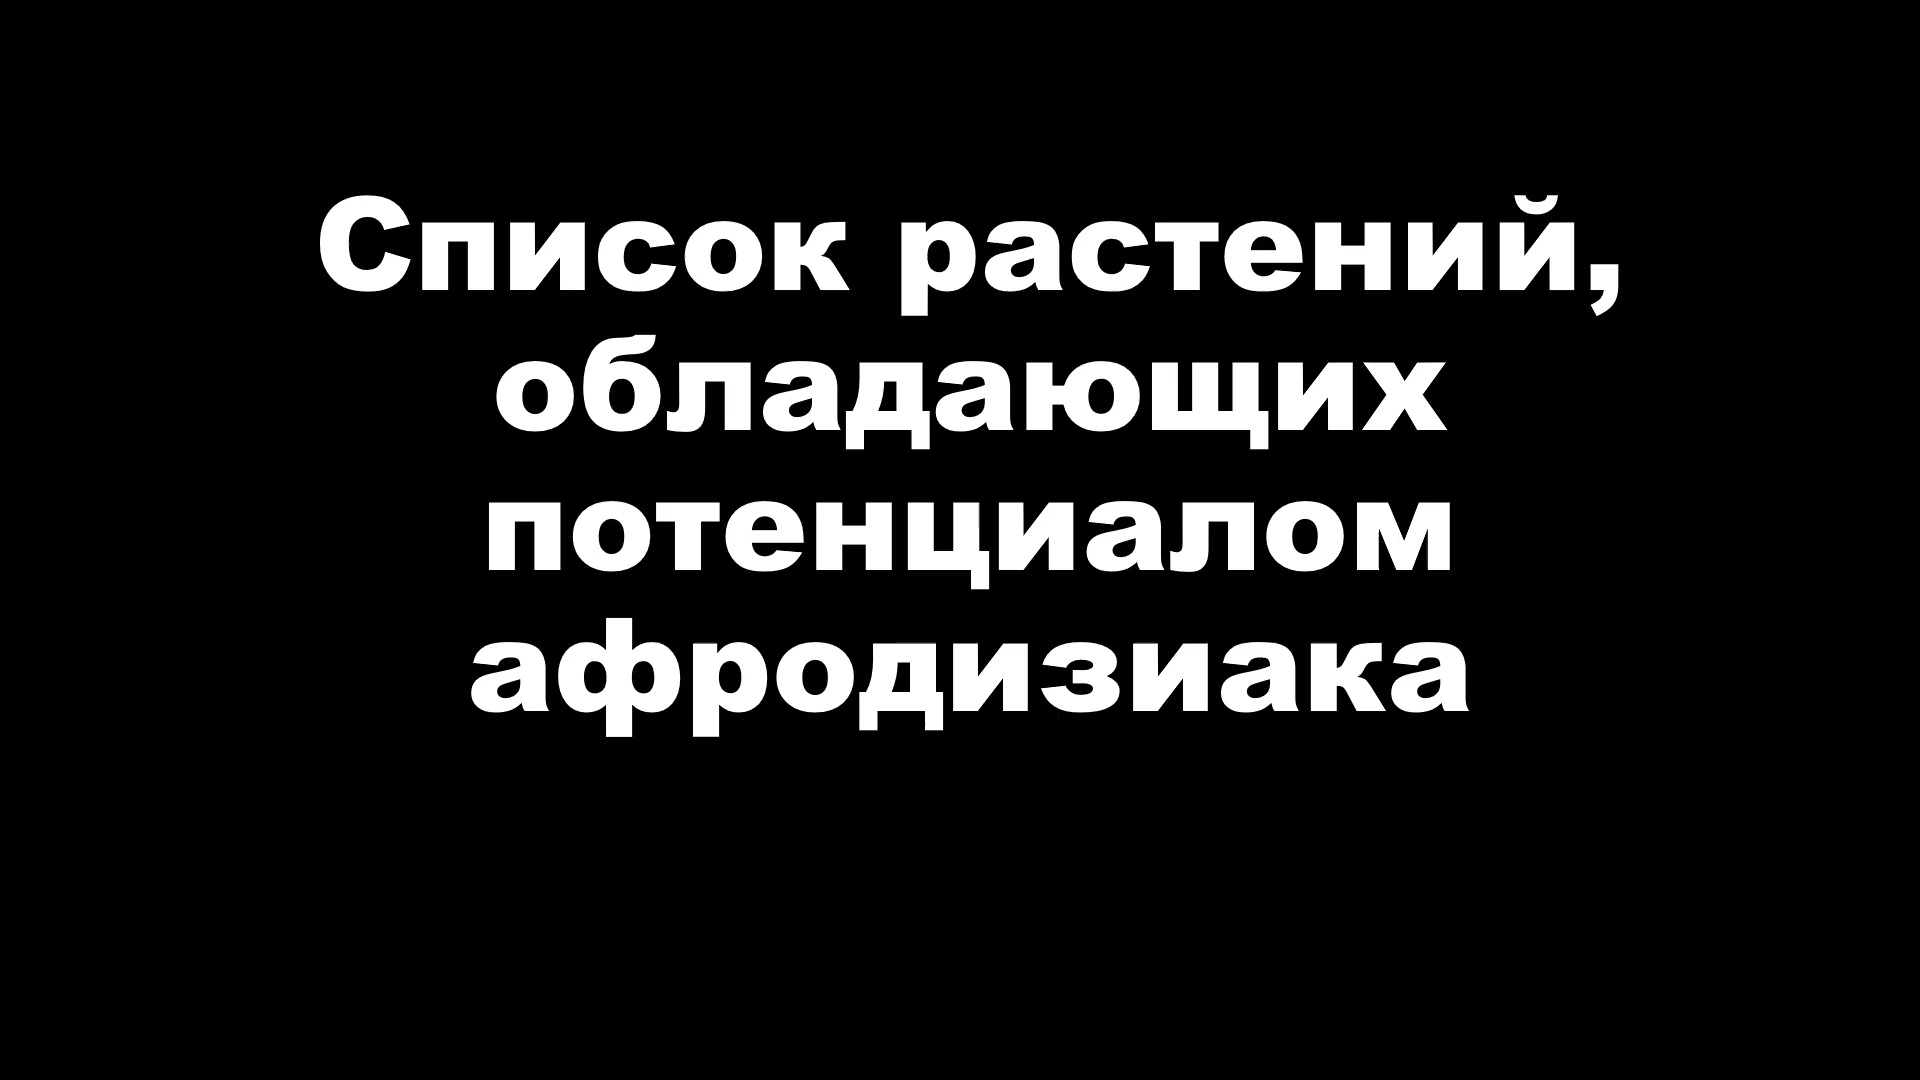 Список растений,
обладающих
потенциалом
афродизиака